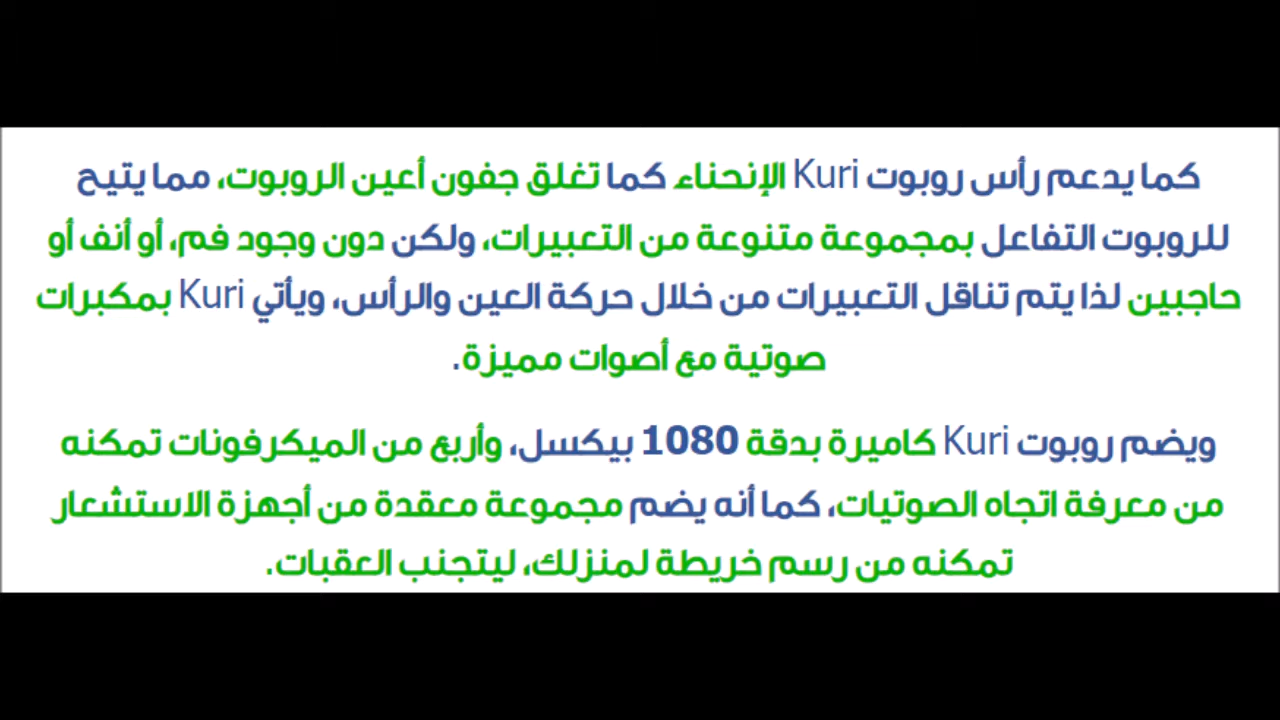 كما يدعم رأس روبوت Kuri الإنحناء كما تغلق جفون أعين الروبوت، مما يتيح
للروبوت التفاعل بمجموعة متنوعة من التعبيرات، ولكن دون وجود فم، أو أنف أو
حاجبين لذا يتم تناقل التعبيرات من خلال حركة العين والرأس، ويأتي Kuri بمكبرات
صوتية مع أصوات مميزة.
ويضم روبوت Kuri كاميرة بدقة 1080 بيكسل، وأربع من الميكرفونات تمكنه
من معرفة اتجاه الصوتيات، كما أنه يضم مجموعة معقدة من أجهزة الاستشعار
تمكنه من رسم خريطة لمنزلك، ليتجنب العقبات.